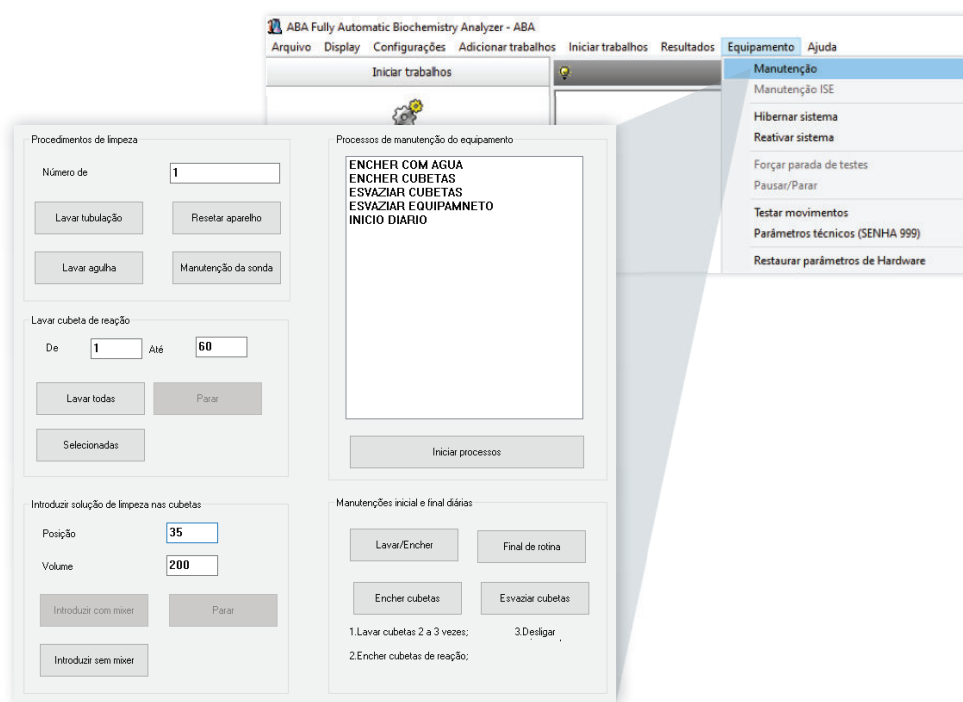 ABA Fully Automatic Biochemistry Analyzer - ABA
Arquivo Display Configurações Adicionar trabalhos Iniciar trabalhos Resultados Equipamento Ajuda
Iniciar trabalhos
Manutenção
Manutenção ISE
Hibernar sistema
Reativar sistema
Forçar parada de testes
Pausar/Parar
Testar movimentos
Parâmetros técnicos (SENHA 999)
Restaurar parâmetros de Hardware
Procedimentos de limpeza
Número de 1
Lavar tubulação Resetar aparelho
Lavar agulha Manutenção da sonda
Lavar cubeta de reação
De 1 Até 60
Lavar todas Parar
Selecionadas
Introduzir solução de limpeza nas cubetas
Posição 35
Volume 200
Introduzir com mixer Parar
Introduzir sem mixer
Processos de manutenção do equipamento
ENCHER COM AGUA
ENCHER CUBETAS
ESVAZIAR CUBETAS
ESVAZIAR EQUIPAMNETO
INICIO DIARIO
Iniciar processos
Manutenções inicial e final diárias
Lavar/Encher Final de rotina
Encher cubetas Esvaziar cubetas
1.Lavar cubetas 2 a 3 vezes; 3.Desligar
2.Encher cubetas de reação;